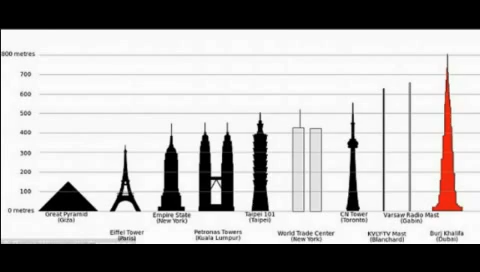 800 metres
700
600
500
400
300
200
100
0 metres
Great Pyramid
(Giza)
Eiffel Tower
(Paris)
Empire State
(New York)
Petronas Towers
(Kuala Lumpur)
Taipei 101
(Taipei)
World Trade Center
(New York)
CN Tower
(Toronto)
KVLY-TV Mast
(Blanchard)
Warsaw Radio Mast
(Gabin)
Burj Khalifa
(Dubai)